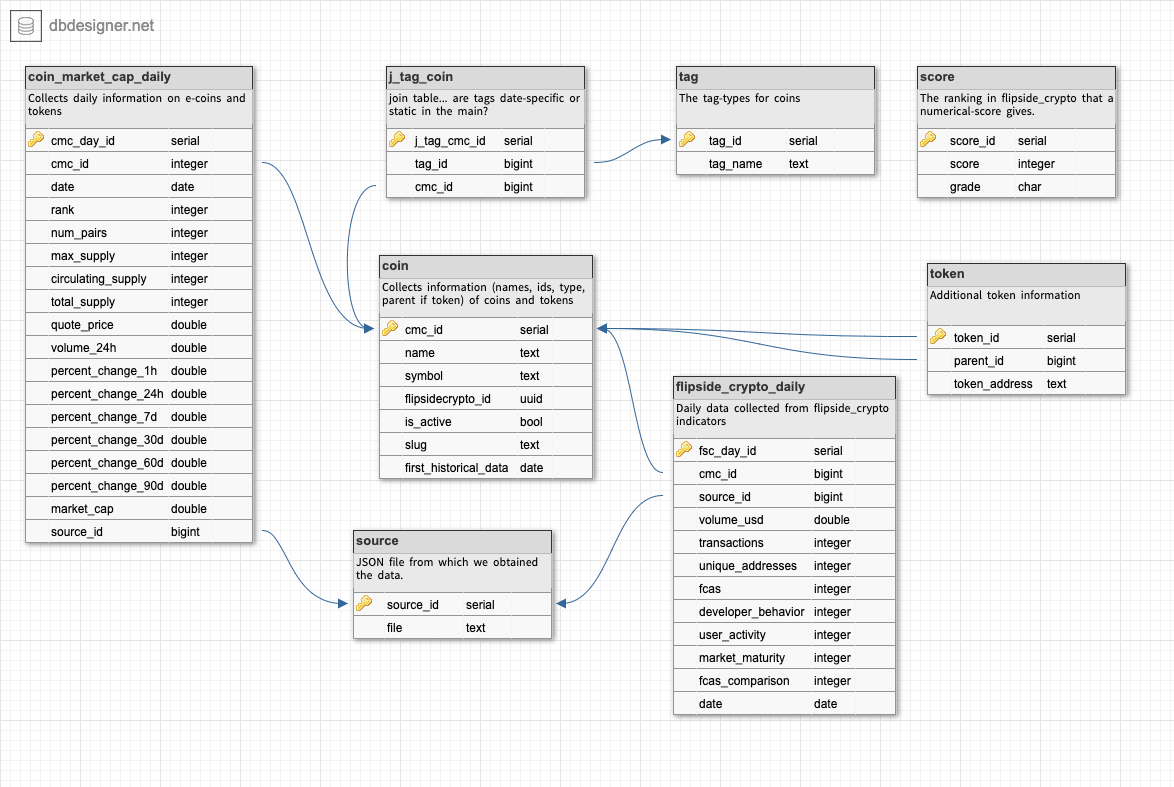 dbdesigner.net
coin_market_cap_daily
Collects daily information on e-coins and
tokens
cmc_day_id serial
cmc_id integer
date date
rank integer
num_pairs integer
max_supply integer
circulating_supply integer
total_supply integer
quote_price double
volume_24h double
percent_change_1h double
percent_change_24h double
percent_change_7d double
percent_change_30d double
percent_change_60d double
percent_change_90d double
market_cap double
source_id bigint
j_tag_coin
join table... are tags date-specific or
static in the main?
j_tag_cmc_id serial
tag_id bigint
cmc_id bigint
tag
The tag-types for coins
tag_id serial
tag_name text
score
The ranking in flipside_crypto that a
numerical-score gives.
score_id serial
score integer
grade char
coin
Collects information (names, ids, type,
parent if token) of coins and tokens
cmc_id serial
name text
symbol text
flipsidecrypto_id uuid
is_active bool
slug text
first_historical_data date
token
Additional token information
token_id serial
parent_id bigint
token_address text
flipside_crypto_daily
Daily data collected from flipside_crypto
indicators
fsc_day_id serial
cmc_id bigint
source_id bigint
volume_usd double
transactions integer
unique_addresses integer
fcas integer
developer_behavior integer
user_activity integer
market_maturity integer
fcas_comparison integer
date date
source
JSON file from which we obtained
the data.
source_id serial
file text